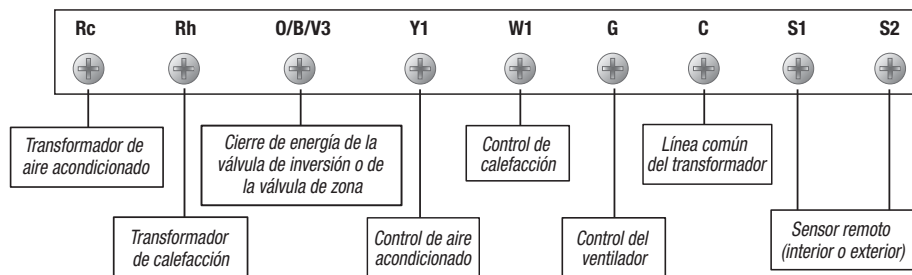 Rc Rh O/B/V3 Y1 W1 G C S1 S2
Transformador de
aire acondicionado
Cierre de energía de la
válvula de inversión o de
la válvula de zona
Control de
calefacción
Línea común
del transformador
Transformador
de calefacción
Control de aire
acondicionado
Control del
ventilador
Sensor remoto
(interior o exterior)